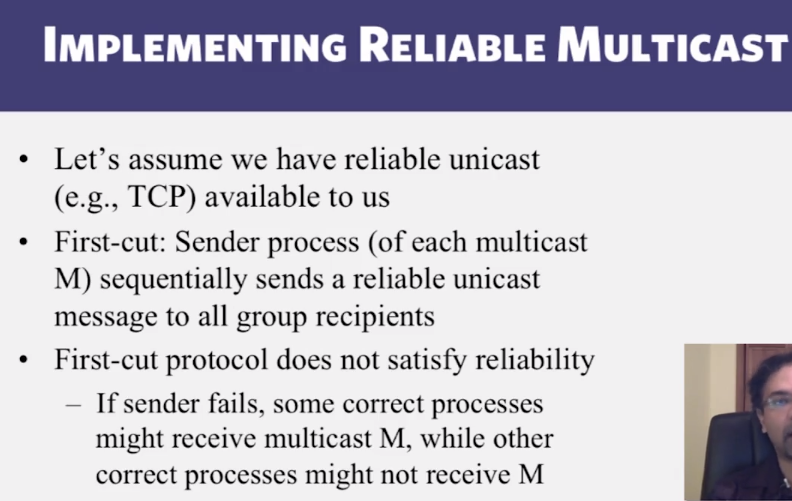 IMPLEMENTING RELIABLE MULTICAST
• Let's assume we have reliable unicast
(e.g., TCP) available to us
• First-cut: Sender process (of each multicast
M) sequentially sends a reliable unicast
message to all group recipients
• First-cut protocol does not satisfy reliability
– If sender fails, some correct processes
might receive multicast M, while other
correct processes might not receive M